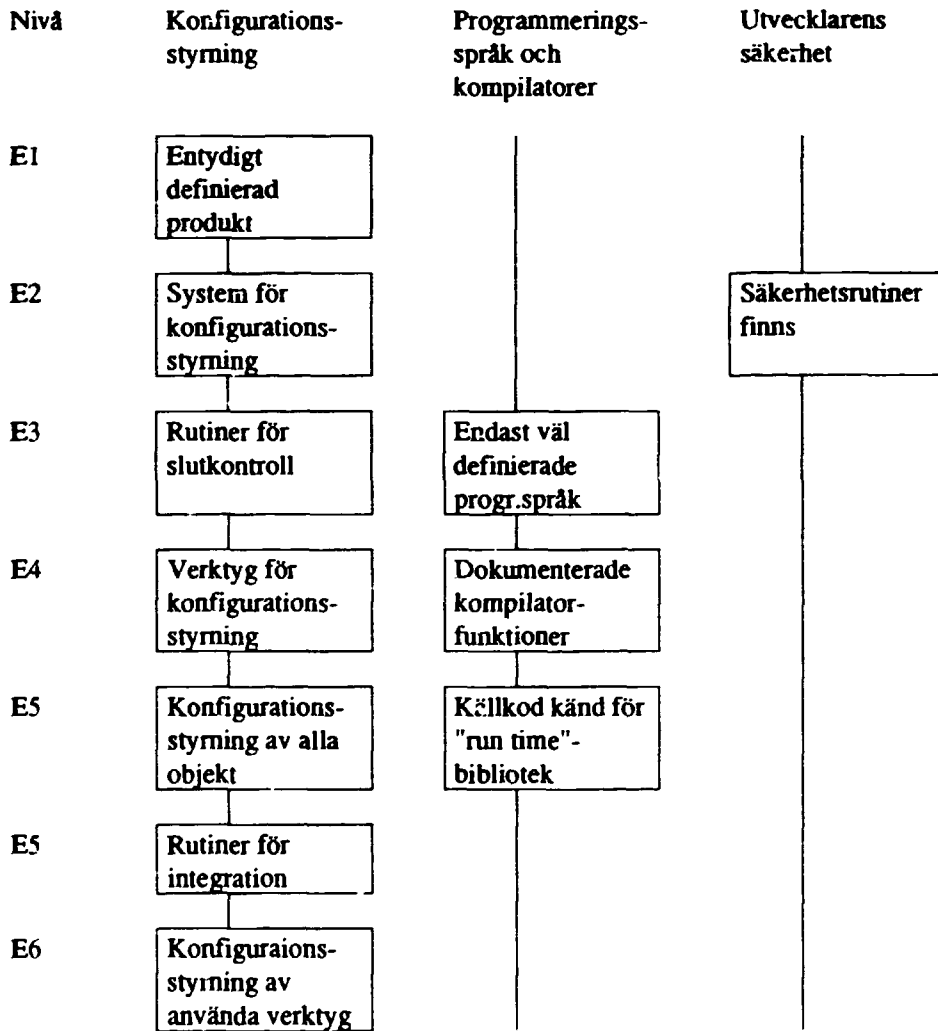 Nivå
Konfigurations-
styrning
Programmerings-
språk och
kompilatorer
Utvecklarens
säkerhet
E1
Entydigt
definierad
produkt
E2
System för
konfigurations-
styrning
Säkerhetsrutiner
finns
E3
Rutiner för
slutkontroll
Endast väl
definierade
progr.språk
E4
Verktyg för
konfigurations-
styrning
Dokumenterade
kompilator-
funktioner
E5
Konfigurations-
styrning av alla
objekt
Källkod känd för
"run time"-
bibliotek
E5
Rutiner för
integration
E6
Konfiguraions-
styrning av
använda verktyg